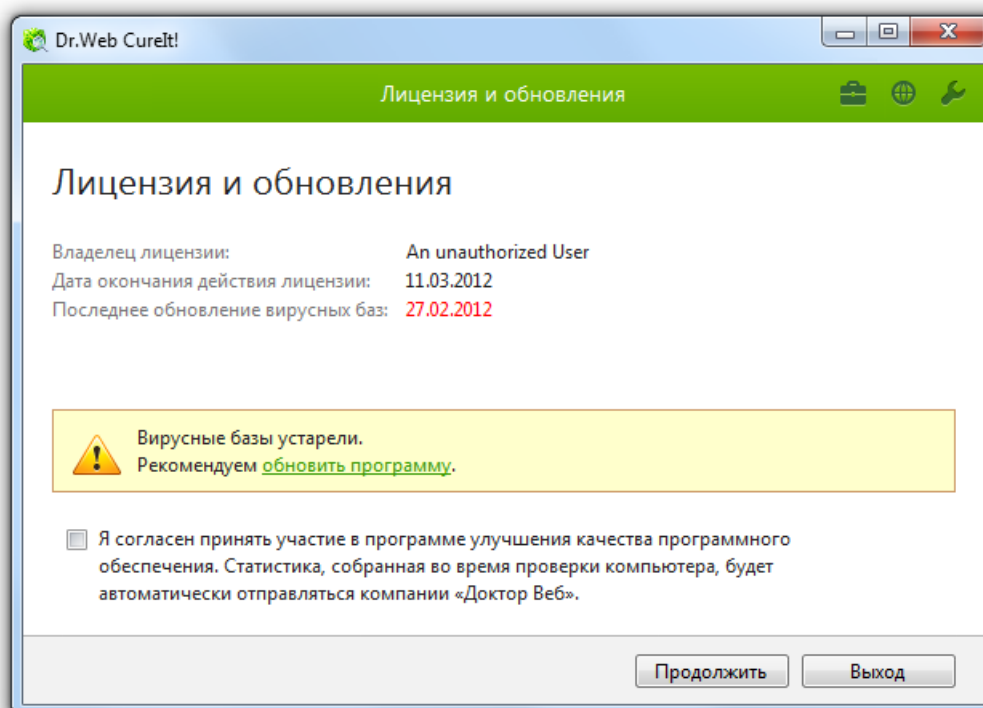 Dr.Web CureIt!
Лицензия и обновления
Лицензия и обновления
Владелец лицензии: An unauthorized User
Дата окончания действия лицензии: 11.03.2012
Последнее обновление вирусных баз: 27.02.2012
Вирусные базы устарели.
Рекомендуем обновить программу.
Я согласен принять участие в программе улучшения качества программного
обеспечения. Статистика, собранная во время проверки компьютера, будет
автоматически отправляться компании «Доктор Веб».
Продолжить Выход